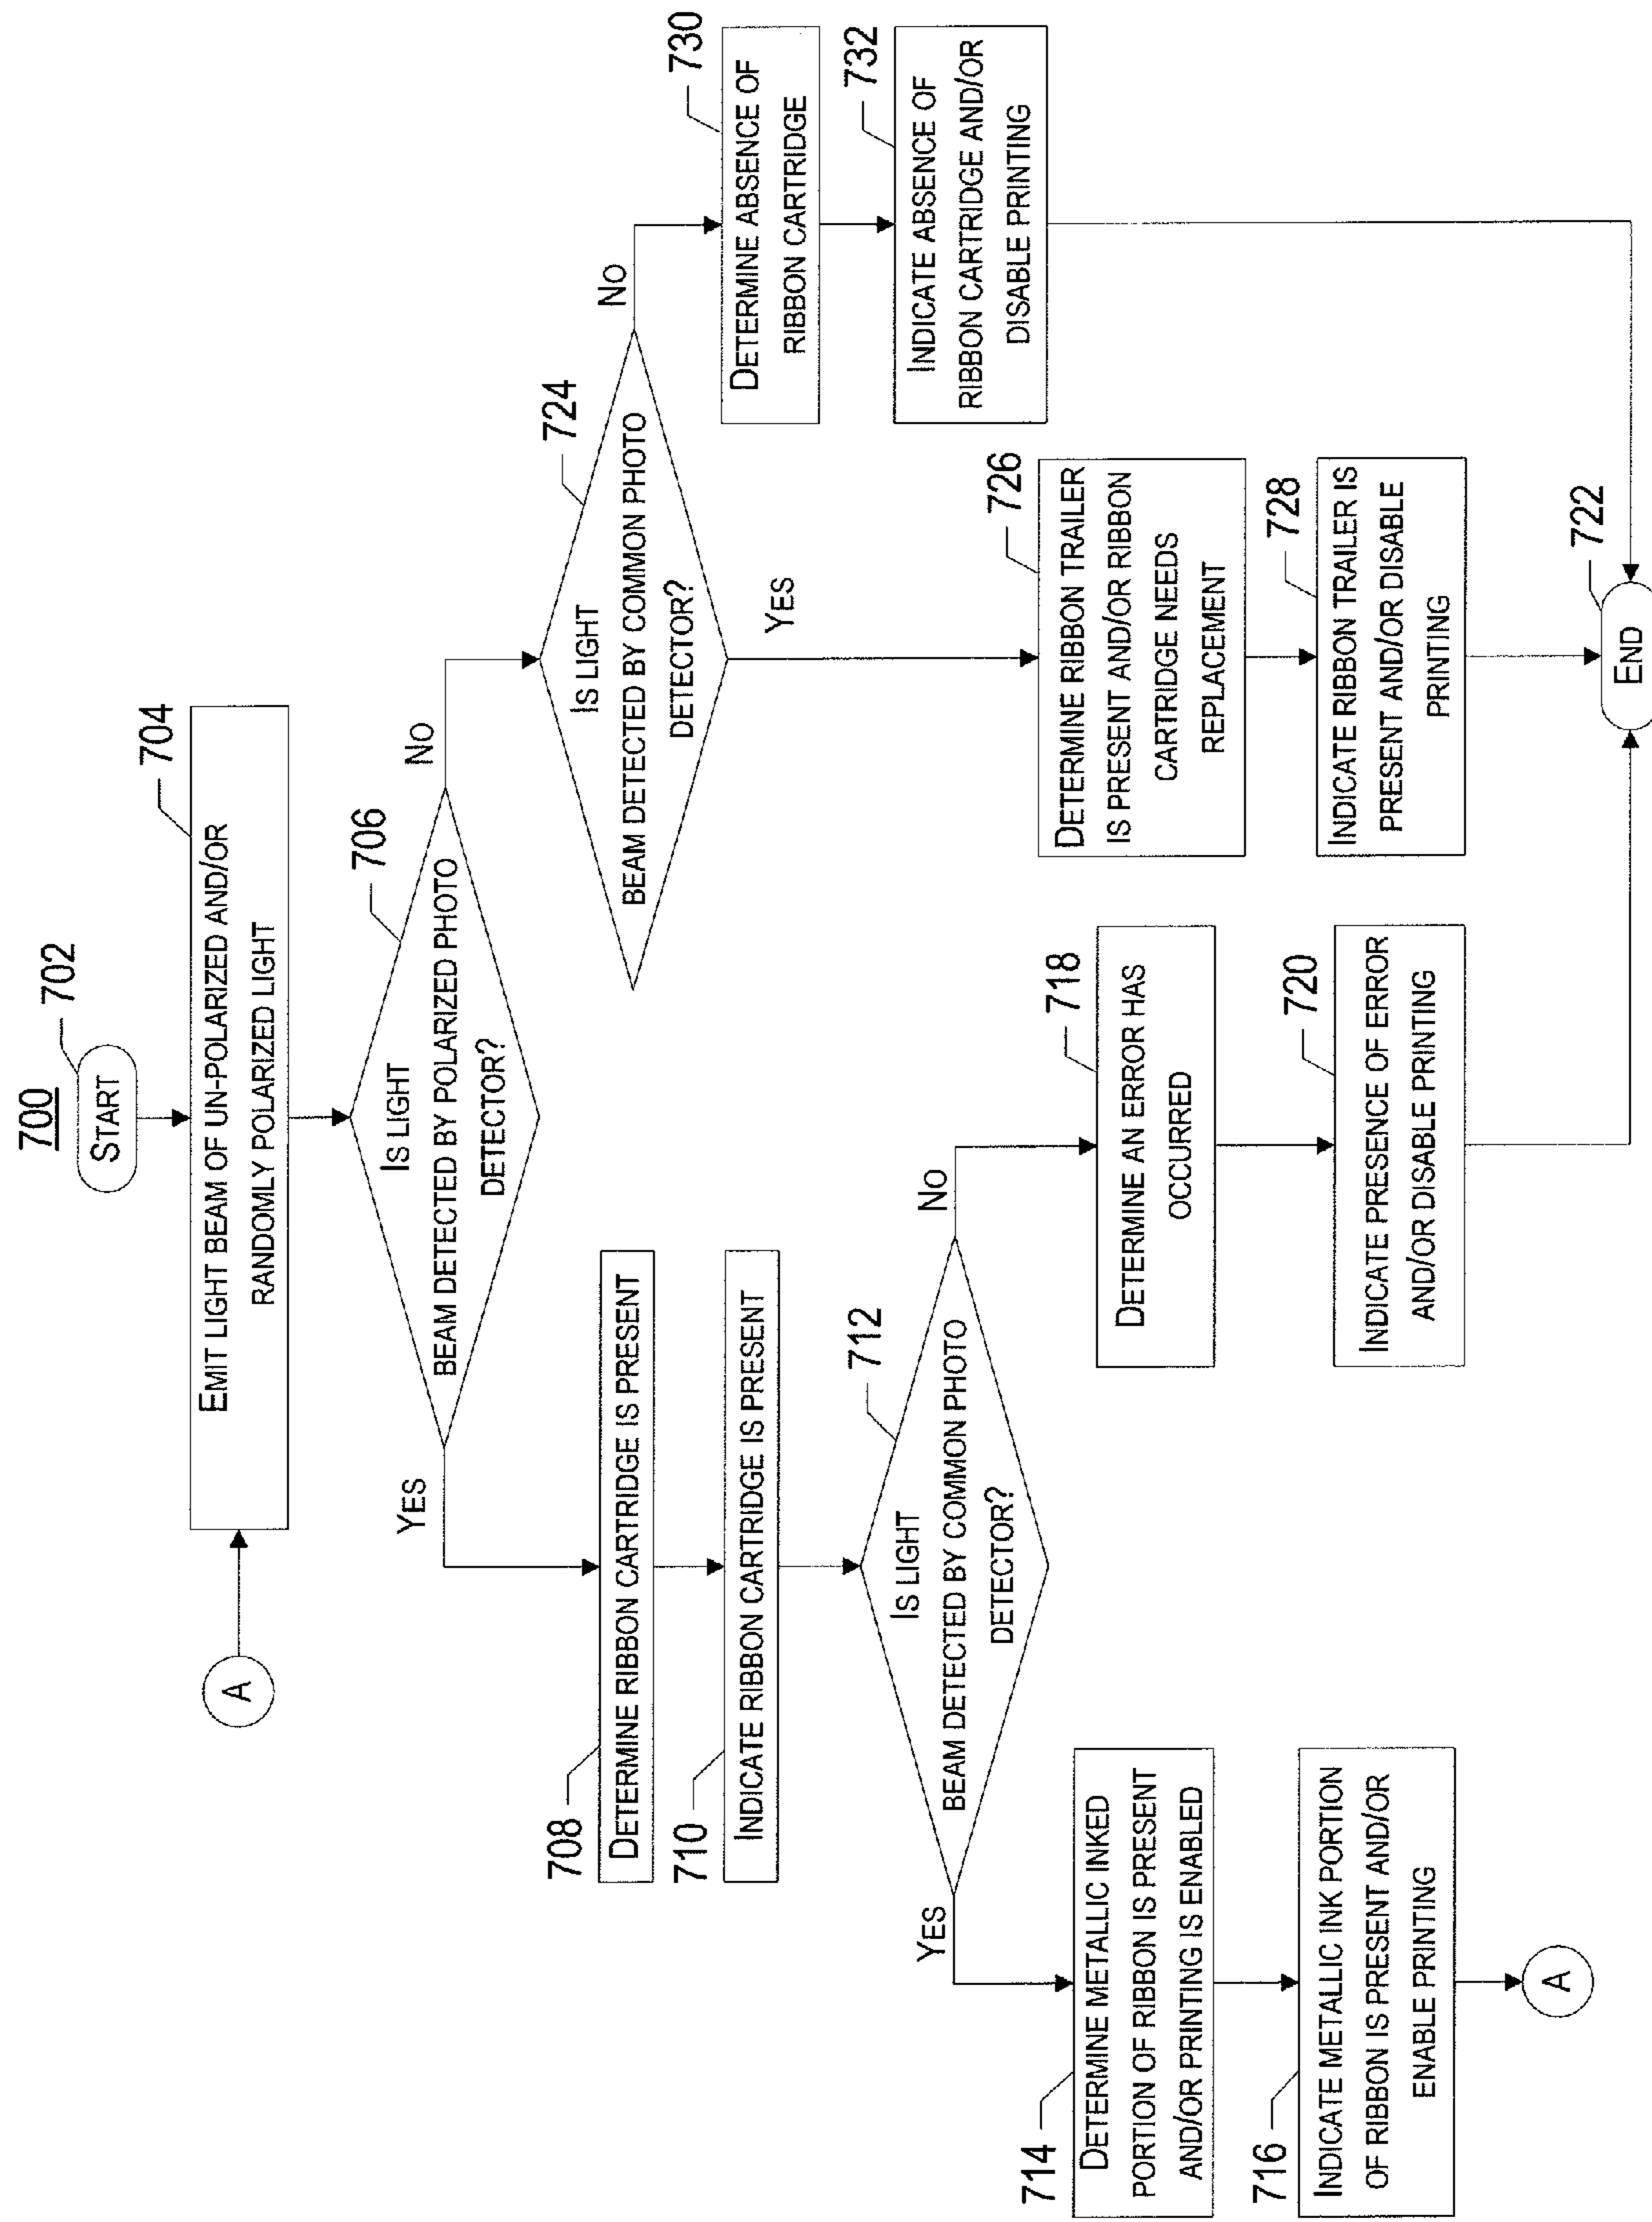 700
702
START
704
EMIT LIGHT BEAM OF UN-POLARIZED AND/OR
RANDOMLY POLARIZED LIGHT
A
706
IS LIGHT
BEAM DETECTED BY POLARIZED PHOTO
DETECTOR?
YES
NO
708
DETERMINE RIBBON CARTRIDGE IS PRESENT
710
INDICATE RIBBON CARTRIDGE IS PRESENT
712
IS LIGHT
BEAM DETECTED BY COMMON PHOTO
DETECTOR?
YES
NO
714
DETERMINE METALLIC INKED
PORTION OF RIBBON IS PRESENT
AND/OR PRINTING IS ENABLED
716
INDICATE METALLIC INK PORTION
OF RIBBON IS PRESENT AND/OR
ENABLE PRINTING
A
718
DETERMINE AN ERROR HAS
OCCURRED
720
INDICATE PRESENCE OF ERROR
AND/OR DISABLE PRINTING
724
IS LIGHT
BEAM DETECTED BY COMMON PHOTO
DETECTOR?
YES
NO
726
DETERMINE RIBBON TRAILER
IS PRESENT AND/OR RIBBON
CARTRIDGE NEEDS
REPLACEMENT
728
INDICATE RIBBON TRAILER IS
PRESENT AND/OR DISABLE
PRINTING
730
DETERMINE ABSENCE OF
RIBBON CARTRIDGE
732
INDICATE ABSENCE OF
RIBBON CARTRIDGE AND/OR
DISABLE PRINTING
722
END